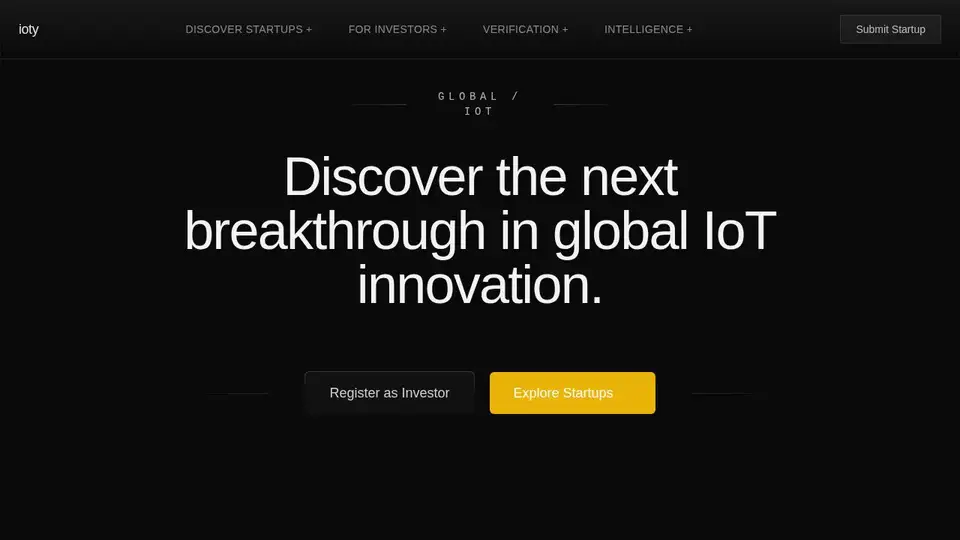 ioty
DISCOVER STARTUPS +
FOR INVESTORS +
VERIFICATION +
INTELLIGENCE +
Submit Startup
GLOBAL /
IOT
Discover the next
breakthrough in global IoT
innovation.
Register as Investor
Explore Startups